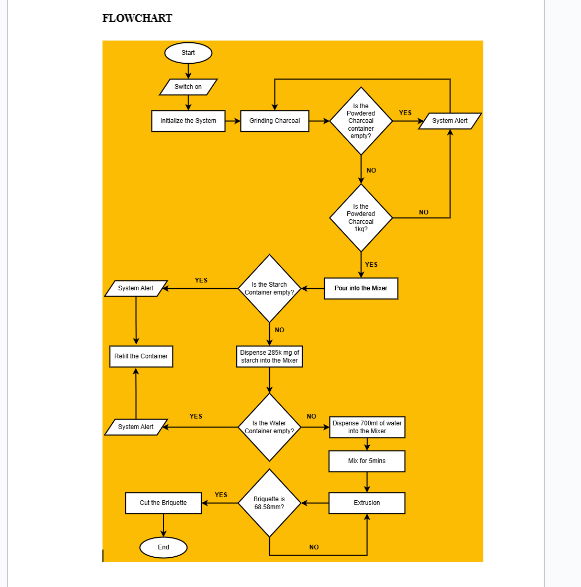 FLOWCHART
Start
Switch on
Initialize the System
Grinding Charcoal
Is the
Powdered
Charcoal
container
empty?
YES
System Alert
NO
Is the
Powdered
Charcoal
1kg?
NO
YES
Pour into the Mixer
Is the Starch
Container empty?
YES
System Alert
NO
Refill the Container
Dispense 285k mg of
starch into the Mixer
Is the Water
Container empty?
YES
System Alert
NO
Dispense 700ml of water
into the Mixer
Mix for 5mins
Extrusion
Briquette is
68.58mm?
YES
Cut the Briquette
NO
End